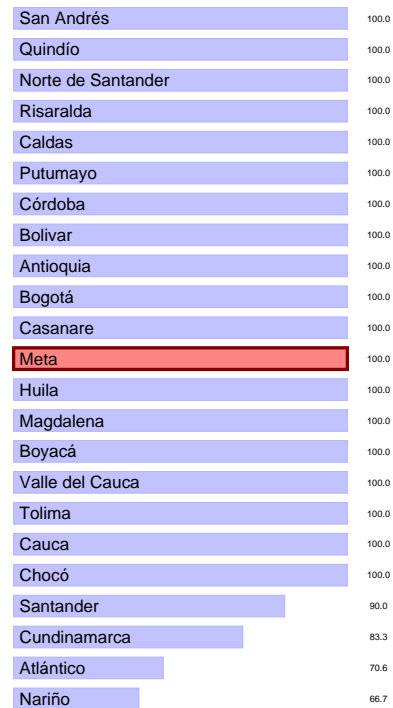 San Andrés 100.0
Quindío 100.0
Norte de Santander 100.0
Risaralda 100.0
Caldas 100.0
Putumayo 100.0
Córdoba 100.0
Bolivar 100.0
Antioquia 100.0
Bogotá 100.0
Casanare 100.0
Meta 100.0
Huila 100.0
Magdalena 100.0
Boyacá 100.0
Valle del Cauca 100.0
Tolima 100.0
Cauca 100.0
Chocó 100.0
Santander 90.0
Cundinamarca 83.3
Atlántico 70.6
Nariño 66.7